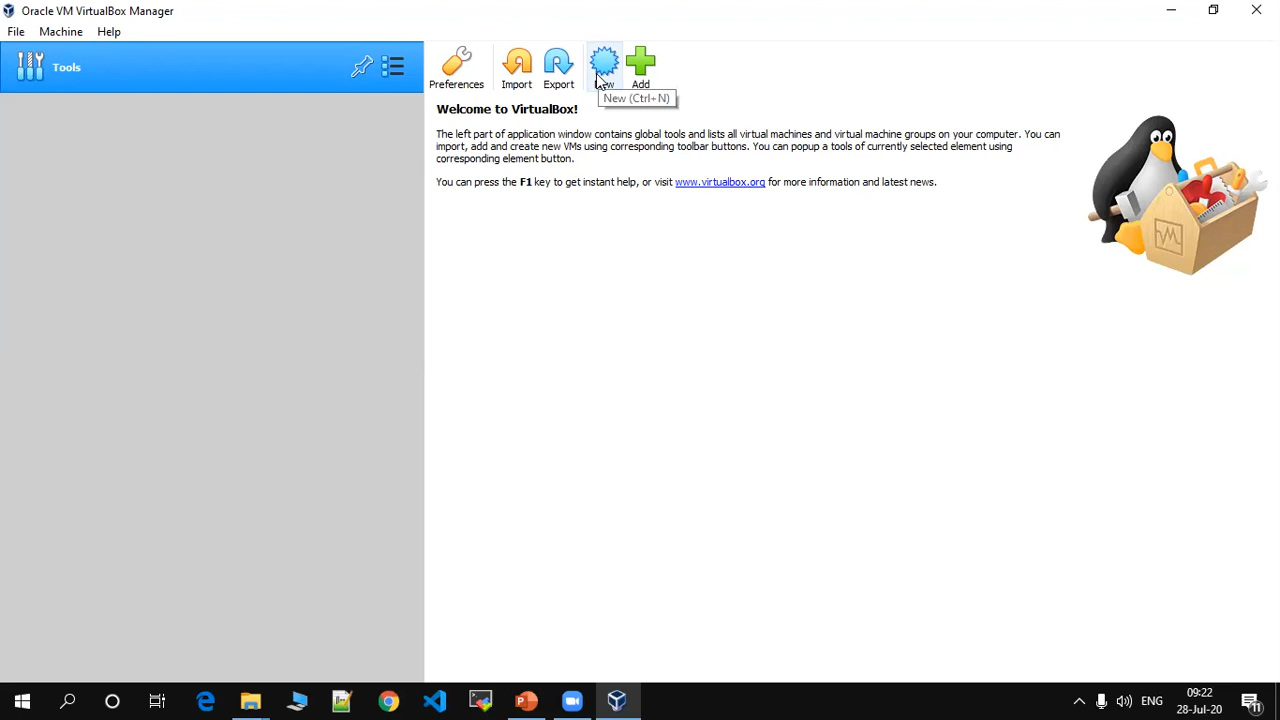 Oracle VM VirtualBox Manager
File Machine Help
Tools
Preferences Import Export Add
New (Ctrl+N)
Welcome to VirtualBox!
The left part of application window contains global tools and lists all virtual machines and virtual machine groups on your computer. You can
import, add and create new VMs using corresponding toolbar buttons. You can popup a tools of currently selected element using
corresponding element button.
You can press the F1 key to get instant help, or visit www.virtualbox.org for more information and latest news.
ENG
09:22
28-Jul-20
11